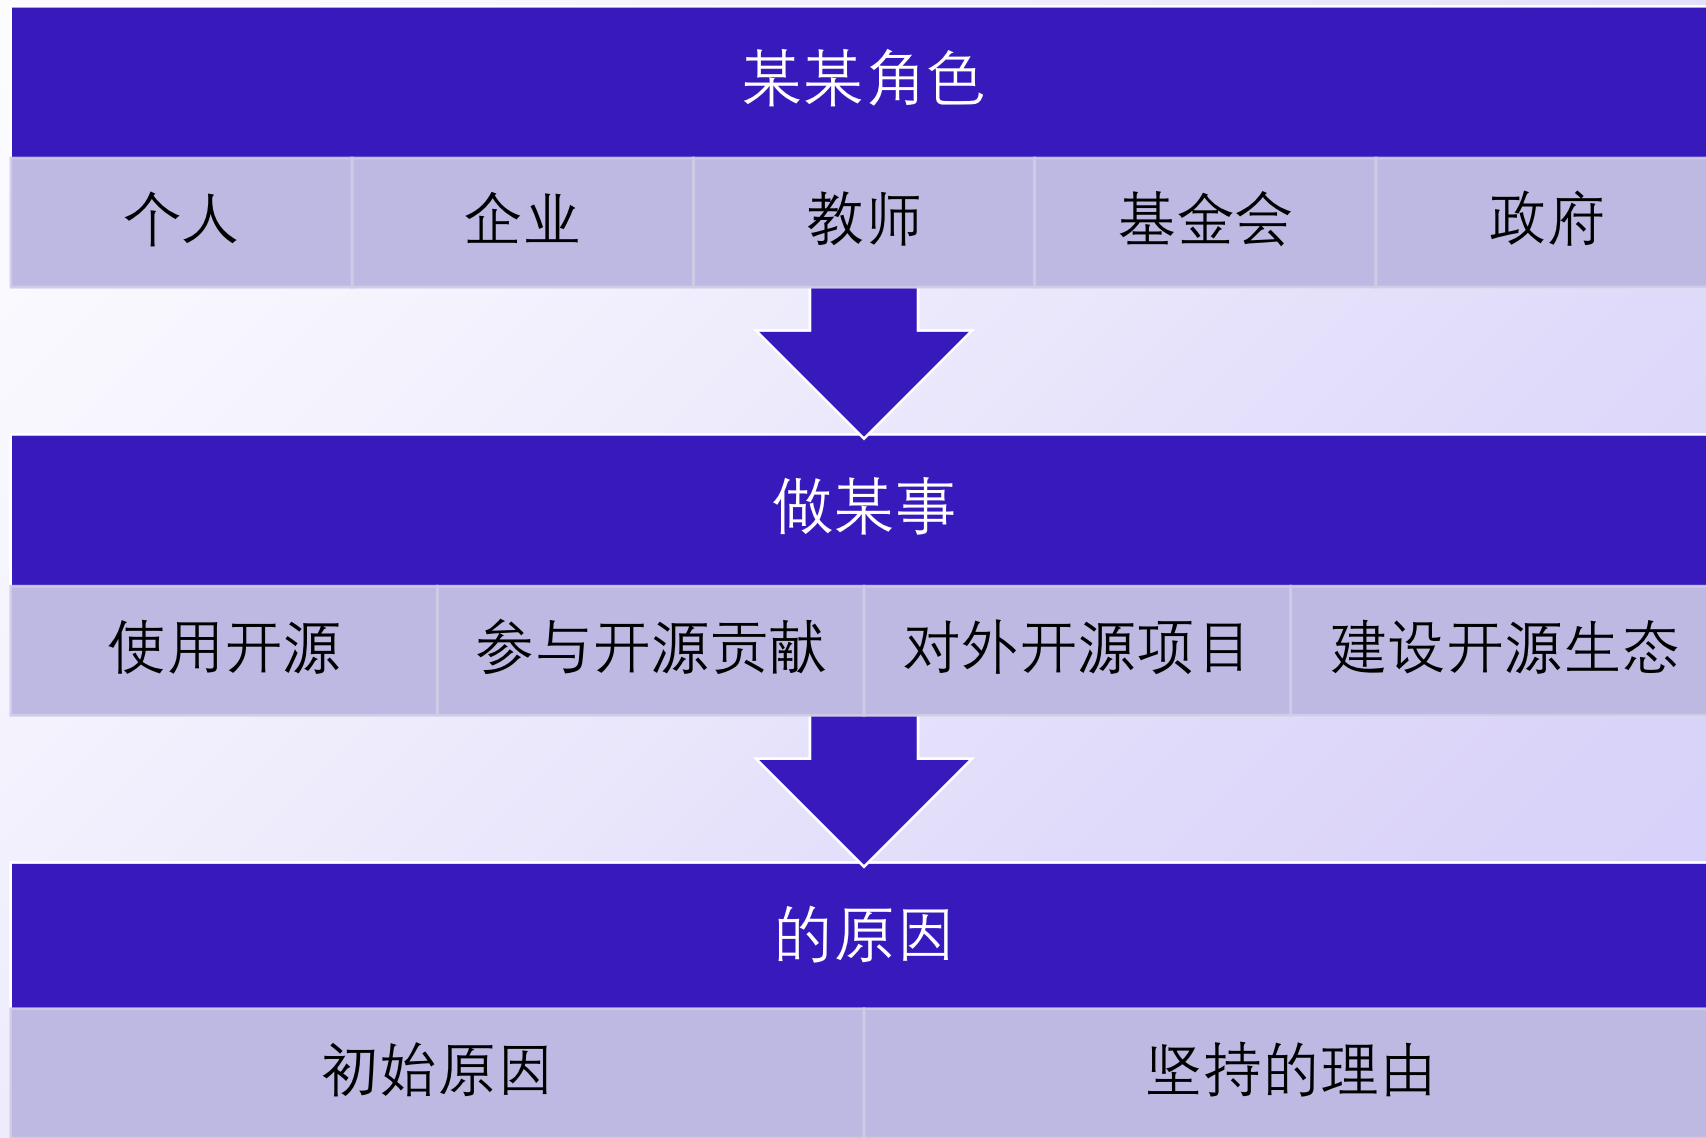 某某角色
个人 企业 教师 基金会 政府
做某事
使用开源 参与开源贡献 对外开源项目 建设开源生态
的原因
初始原因 坚持的理由